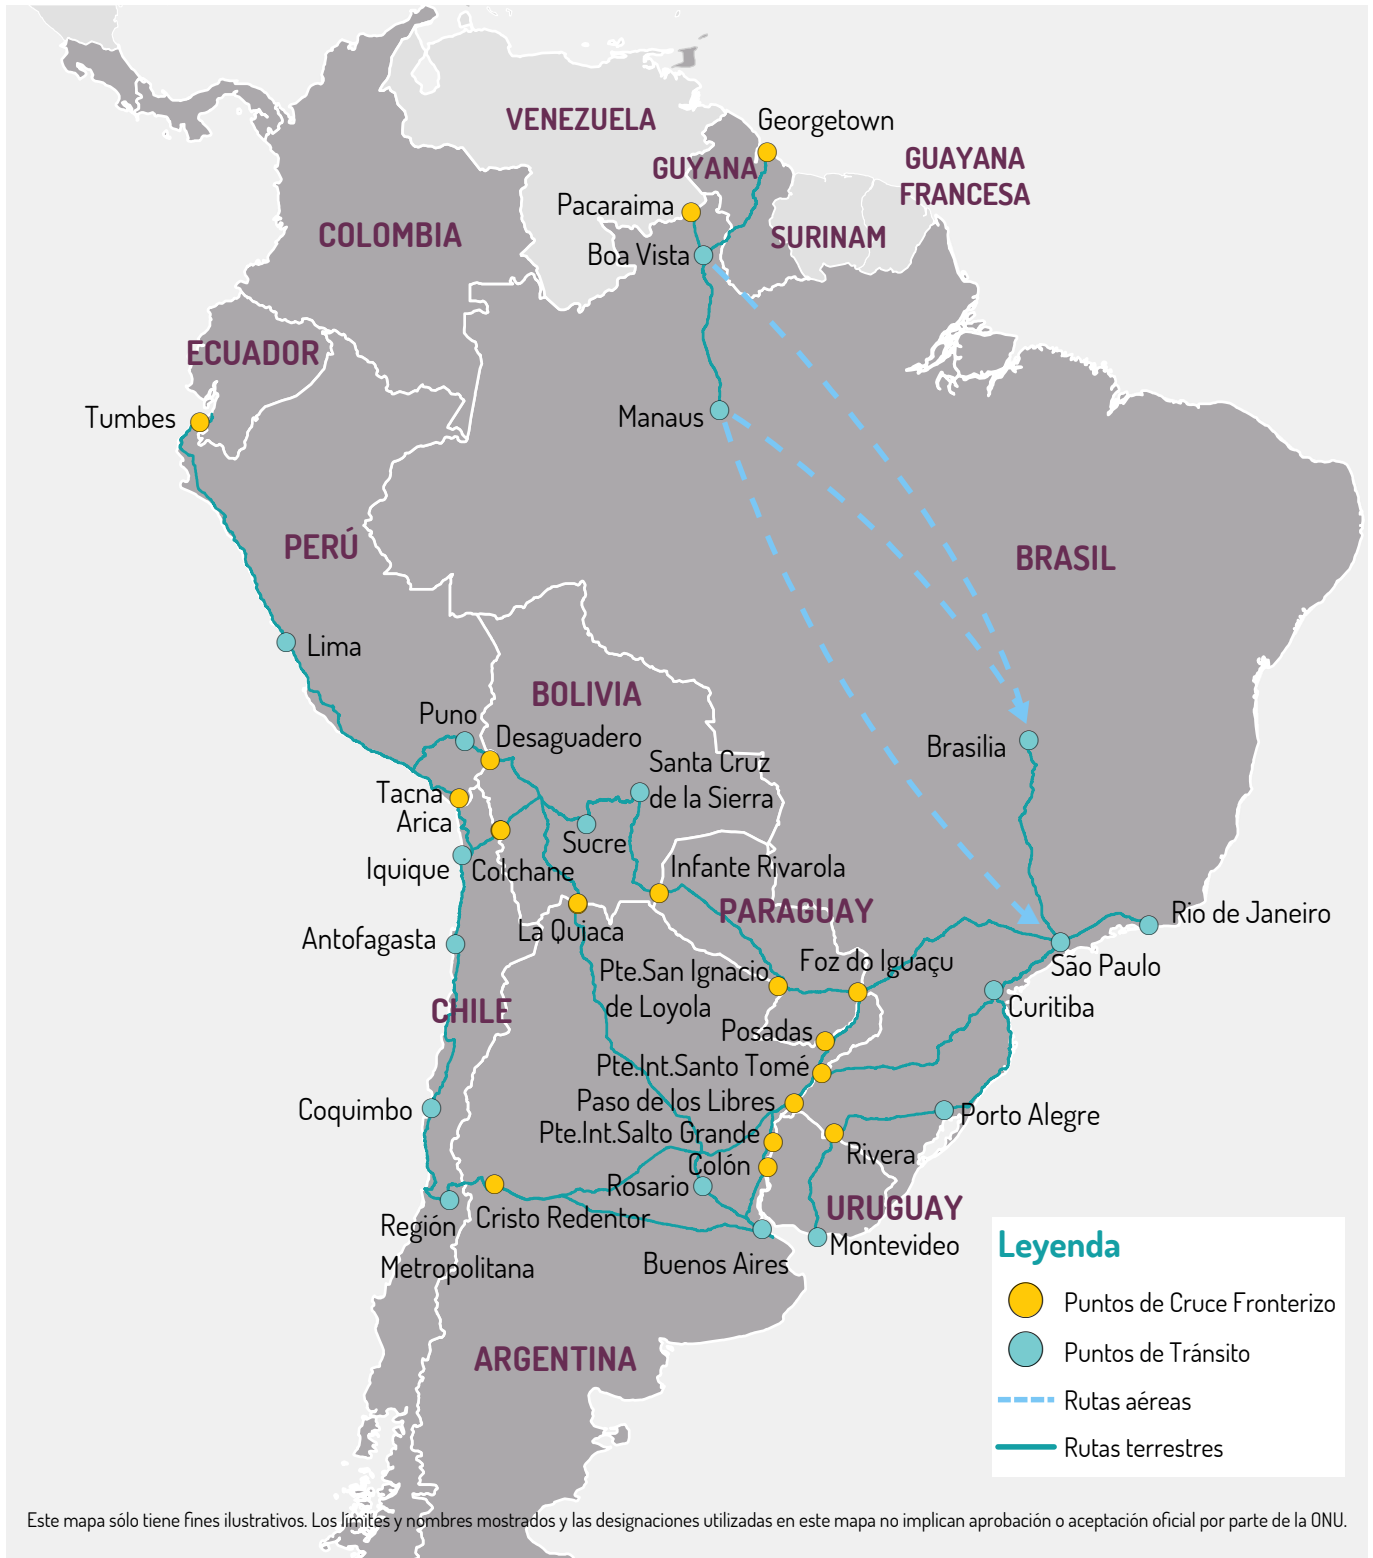 Georgetown
VENEZUELA
GUYANA
GUAYANA
FRANCESA
Pacaraima
COLOMBIA
SURINAM
Boa Vista
ECUADOR
Tumbes
Manaus
PERÚ
BRASIL
Lima
BOLIVIA
Puno
Desaguadero
Brasilia
Santa Cruz
de la Sierra
Tacna
Arica
Sucre
Iquique
Colchane
Infante Rivarola
PARAGUAY
Rio de Janeiro
La Quiaca
Antofagasta
Foz do Iguaçu
São Paulo
Pte.San Ignacio
de Loyola
CHILE
Curitiba
Posadas
Pte.Int.Santo Tomé
Paso de los Libres
Coquimbo
Porto Alegre
Pte.Int.Salto Grande
Rivera
Colón
Rosario
URUGUAY
Cristo Redentor
Región
Metropolitana
Montevideo
Buenos Aires
ARGENTINA
Leyenda
Puntos de Cruce Fronterizo
Puntos de Tránsito
Rutas aéreas
Rutas terrestres
Este mapa sólo tiene fines ilustrativos. Los límites y nombres mostrados y las designaciones utilizadas en este mapa no implican aprobación o aceptación oficial por parte de la ONU.